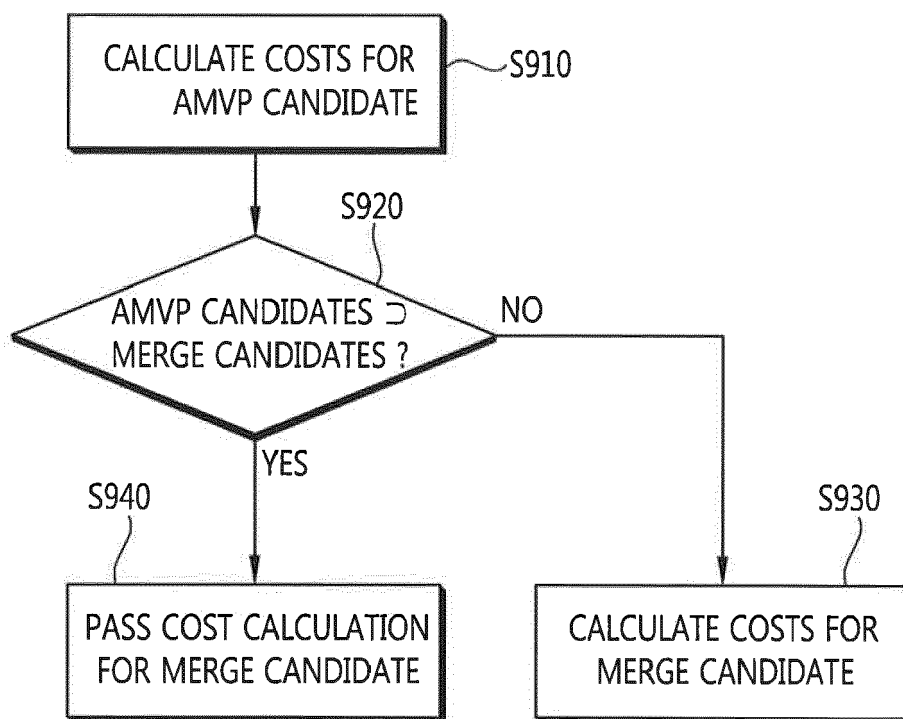 CALCULATE COSTS FOR
AMVP CANDIDATE
S910
S920
AMVP CANDIDATES ⊃
MERGE CANDIDATES ?
NO
YES
S940
S930
PASS COST CALCULATION
FOR MERGE CANDIDATE
CALCULATE COSTS FOR
MERGE CANDIDATE